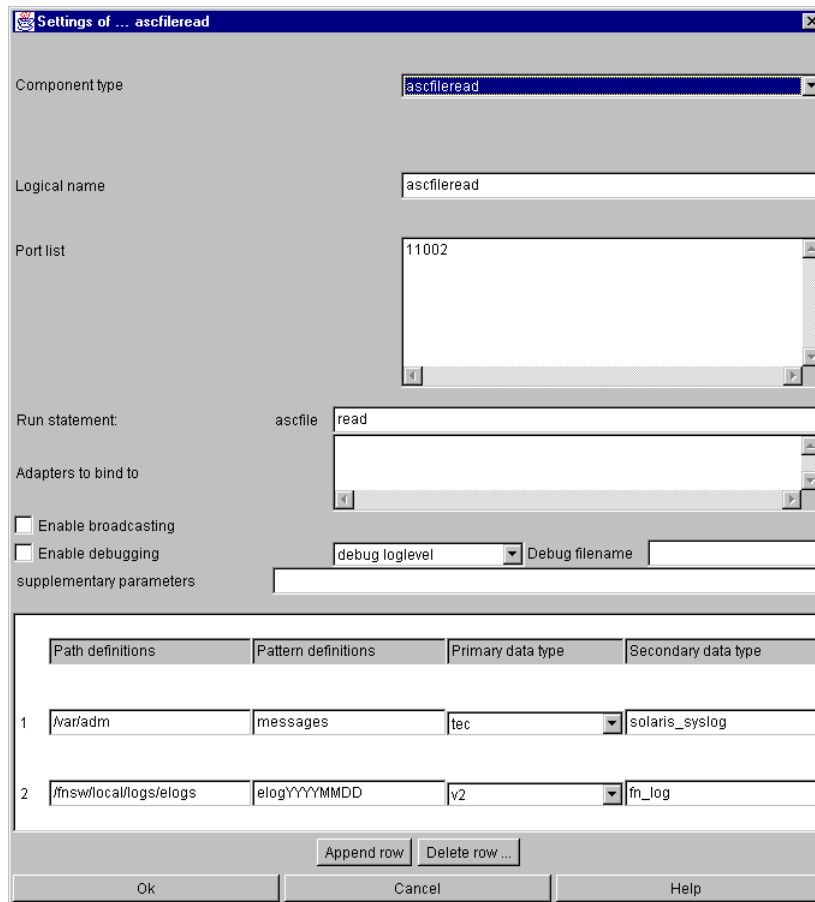 Settings of ... ascfileread
Component type ascfileread
Logical name ascfileread
Port list 11002
Run statement: ascfile read
Adapters to bind to
Enable broadcasting
Enable debugging debug loglevel Debug filename
supplementary parameters
Path definitions Pattern definitions Primary data type Secondary data type
1 /var/adm messages tec solaris_syslog
2 /fnsw/local/logs/elogs elogYYYYMMDD v2 fn_log
Append row Delete row ...
Ok Cancel Help